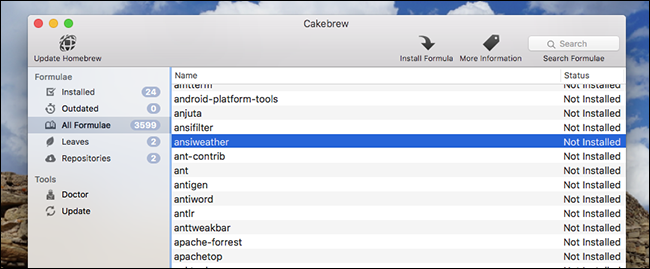 Cakebrew
Update Homebrew
Install Formula
More Information
Search
Search Formulae
Formulae
Installed 24
Outdated 0
All Formulae 3599
Leaves 2
Repositories 2
Tools
Doctor
Update
Name Status
afflib
android-platform-tools Not Installed
anjuta Not Installed
ansifilter Not Installed
ansiweather Not Installed
ant-contrib Not Installed
ant Not Installed
antigen Not Installed
antiword Not Installed
antlr Not Installed
anttweakbar Not Installed
apache-forrest Not Installed
apachetop Not Installed